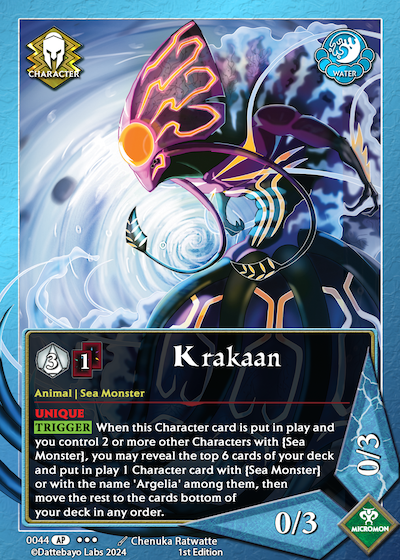 CHARACTER
WATER
3
1
Krakaan
Animal | Sea Monster
UNIQUE
TRIGGER When this Character card is put in play and
you control 2 or more other Characters with [Sea
Monster], you may reveal the top 6 cards of your deck
and put in play 1 Character card with [Sea Monster]
or with the name 'Argelia' among them, then
move the rest to the cards bottom of
your deck in any order.
0/3
0/3
MICROMON
0044 AP Chenuka Ratwatte
©Dattebayo Labs 2024 1st Edition